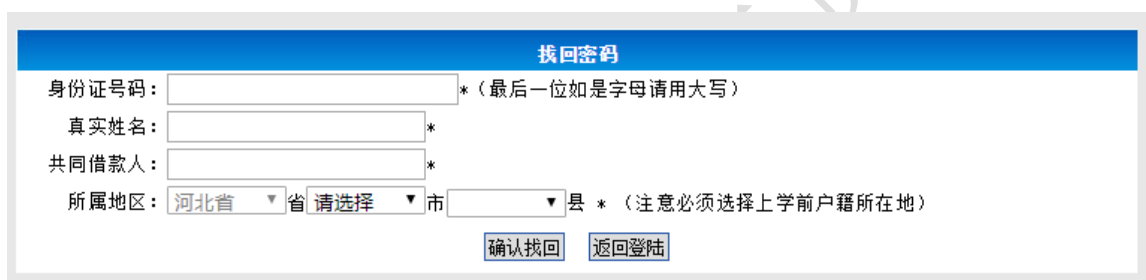 找回密码
身份证号码：*（最后一位如是字母请用大写）
真实姓名：*
共同借款人：*
所属地区：河北省 省 请选择 市 县 *（注意必须选择上学前户籍所在地）
确认找回 返回登陆